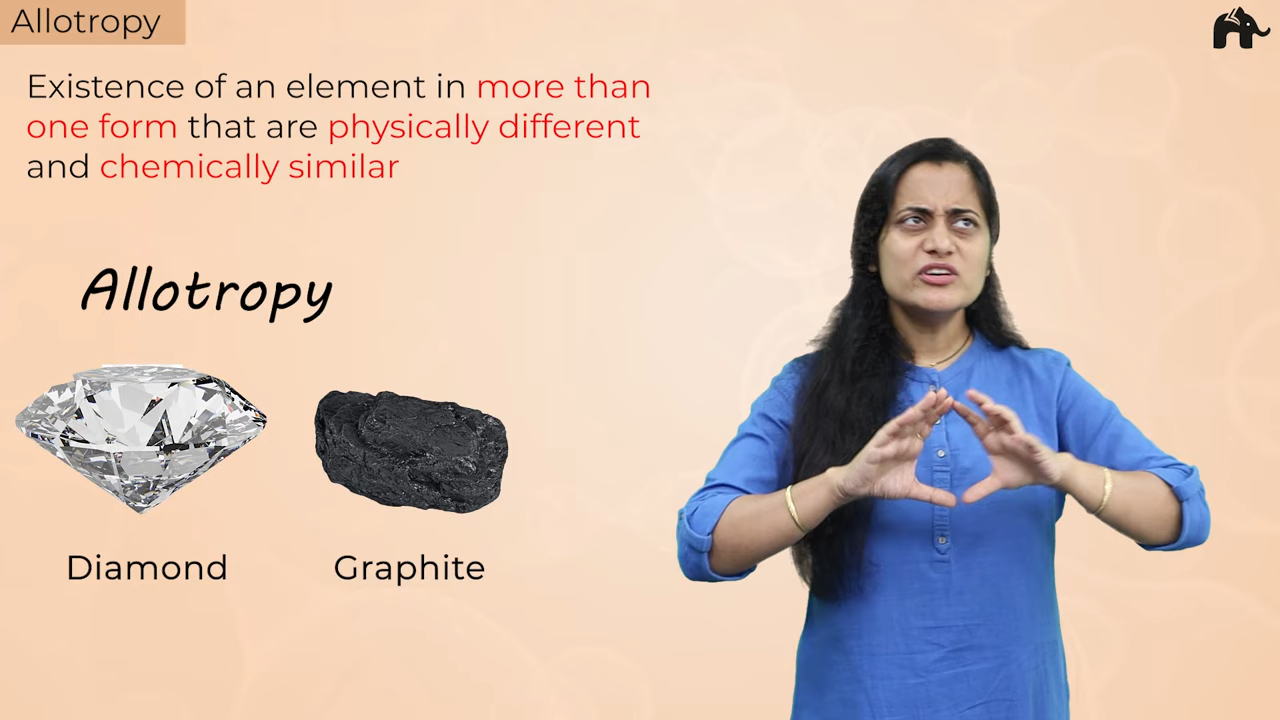 Allotropy
Existence of an element in more than
one form that are physically different
and chemically similar
Allotropy
Diamond
Graphite